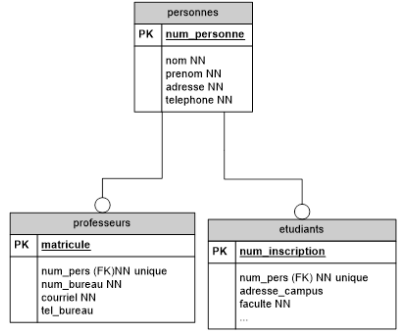 personnes
PK num_personne
nom NN
prenom NN
adresse NN
telephone NN
professeurs
PK matricule
num_pers (FK)NN unique
num_bureau NN
courriel NN
tel_bureau
etudiants
PK num_inscription
num_pers (FK) NN unique
adresse_campus
faculte NN
...